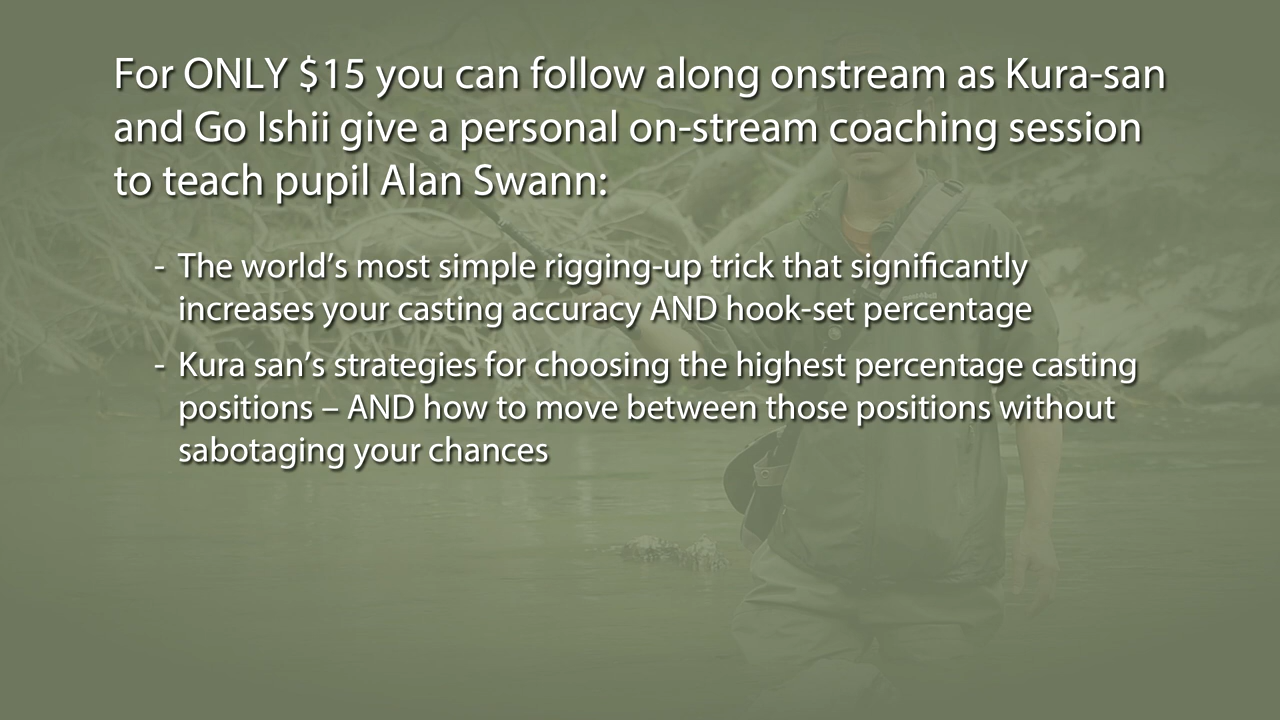 For ONLY $15 you can follow along onstream as Kura-san
and Go Ishii give a personal on-stream coaching session
to teach pupil Alan Swann:
- The world’s most simple rigging-up trick that significantly
increases your casting accuracy AND hook-set percentage
- Kura san’s strategies for choosing the highest percentage casting
positions – AND how to move between those positions without
sabotaging your chances